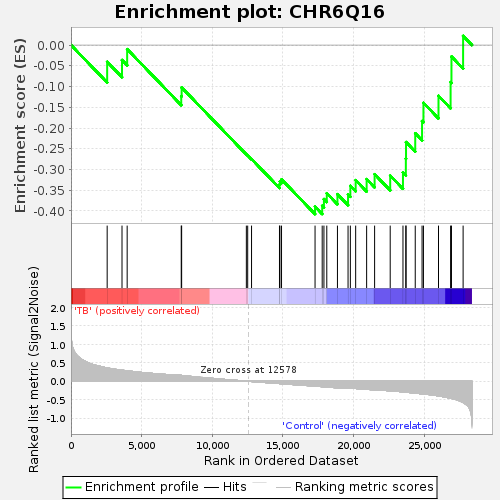 Enrichment plot: CHR6Q16
Enrichment score (ES)
0.00
-0.05
-0.10
-0.15
-0.20
-0.25
-0.30
-0.35
-0.40
'TB' (positively correlated)
Ranked list metric (Signal2Noise)
2.0
1.5
1.0
0.5
0.0
-0.5
-1.0
Zero cross at 12578
'Control' (negatively correlated)
0 5,000 10,000 15,000 20,000 25,000
Rank in Ordered Dataset
Enrichment profile Hits Ranking metric scores